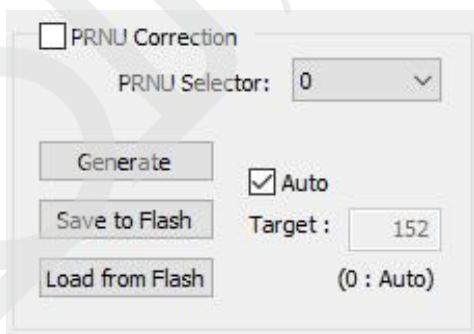 PRNU Correction
PRNU Selector: 0
Generate
Auto
Save to Flash
Target : 152
Load from Flash
(0 : Auto)